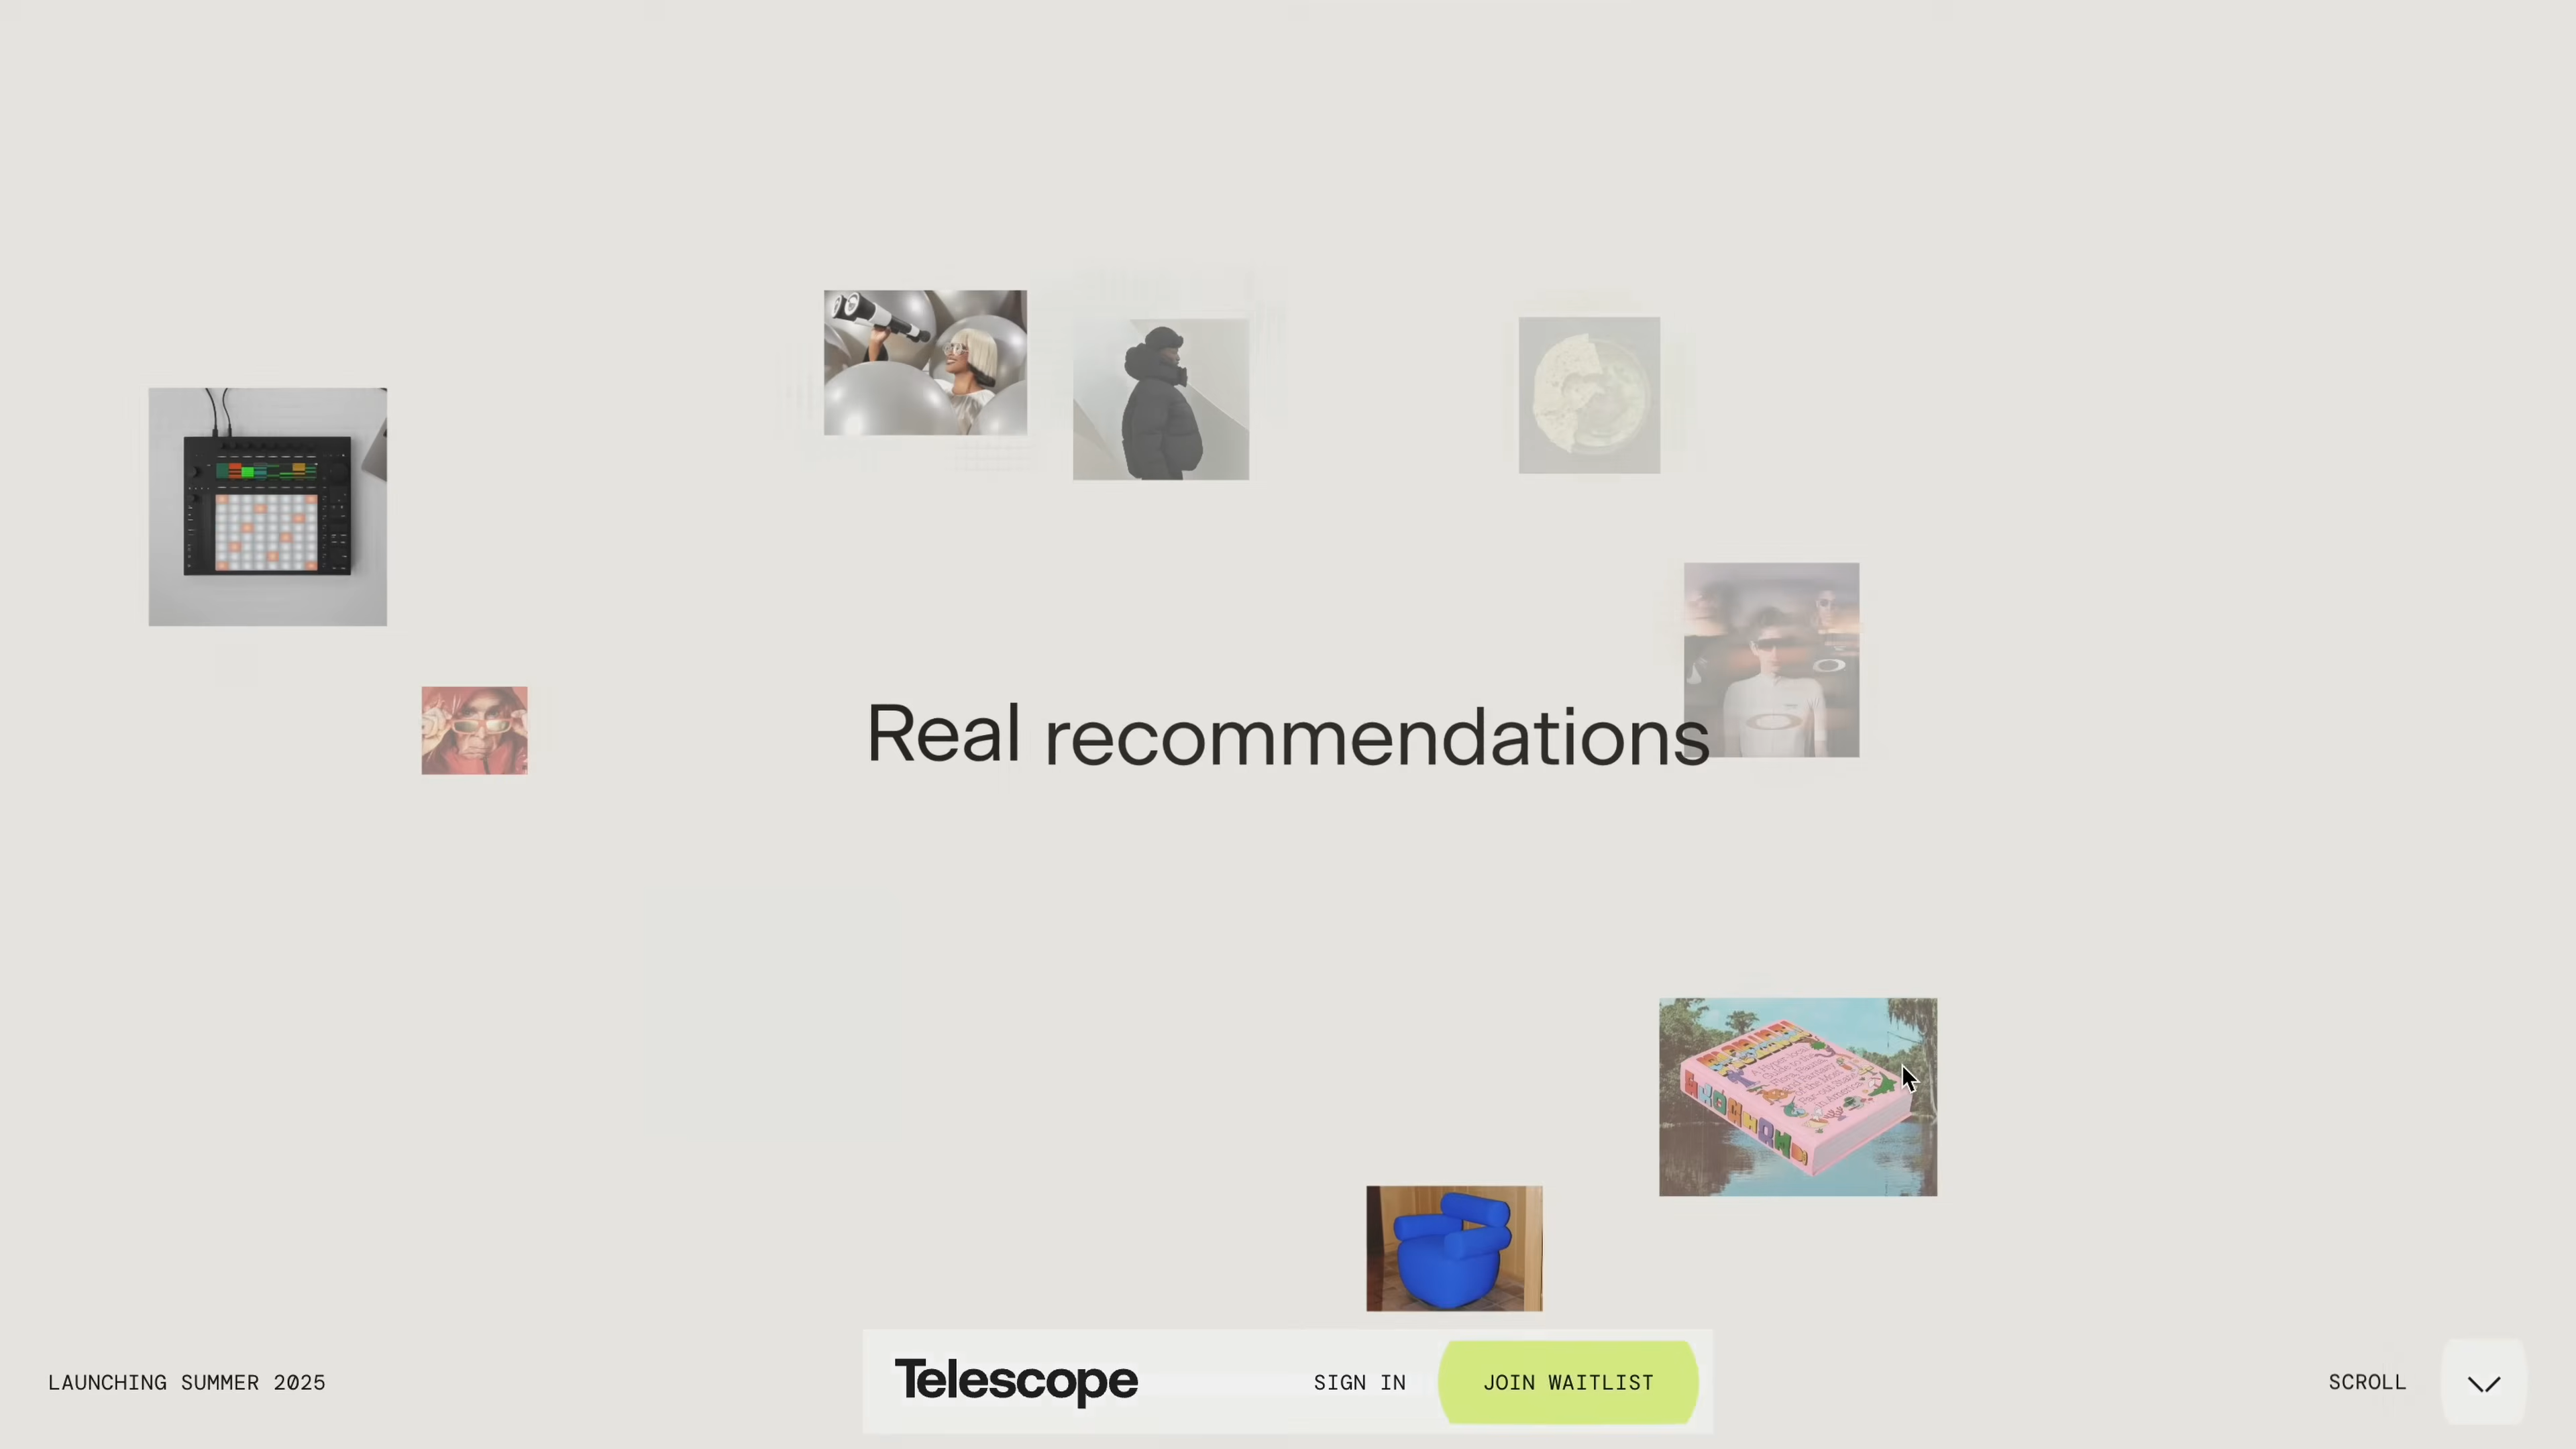 Real recommendations
LAUNCHING SUMMER 2025
Telescope
SIGN IN
JOIN WAITLIST
SCROLL